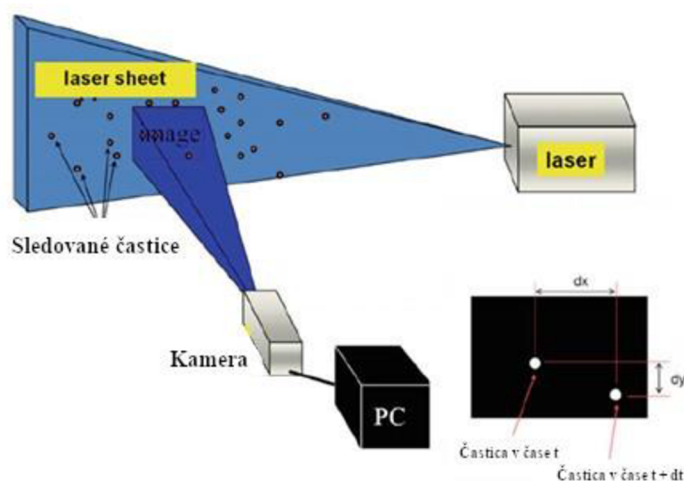 laser sheet
image
laser
Sledované častice
dx
Kamera
dy
PC
Častica v čase t
Častica v čase t + dt